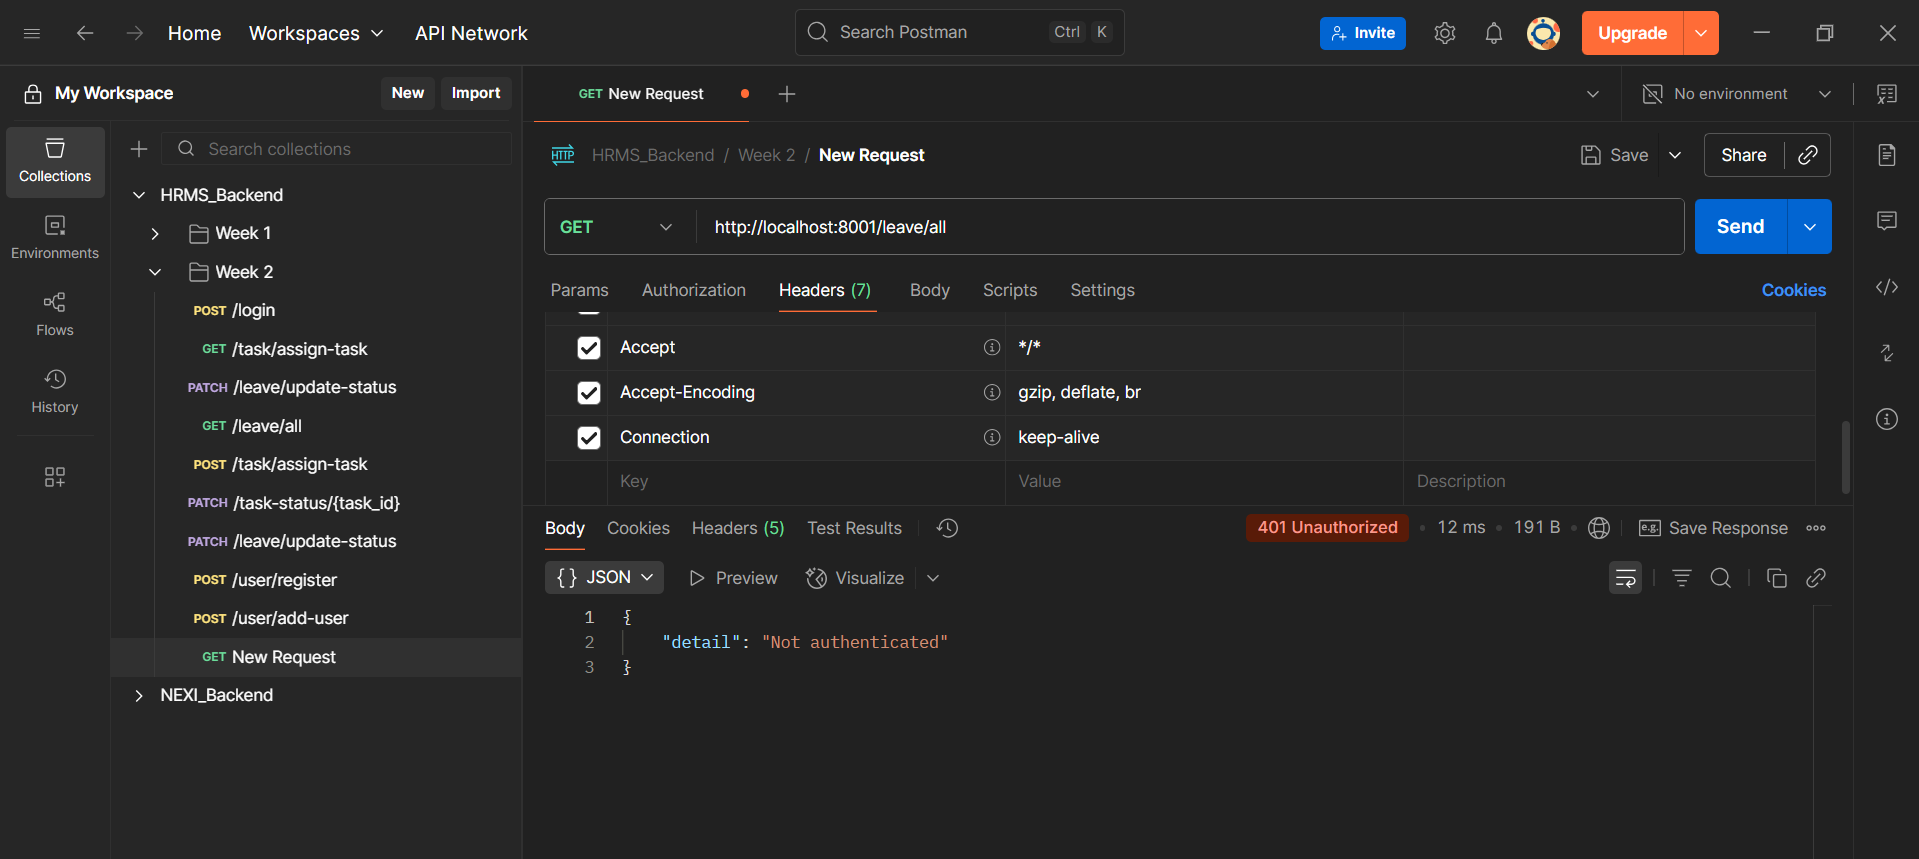 Home Workspaces API Network Search Postman Ctrl K Invite Upgrade
My Workspace New Import
GET New Request No environment
Collections
Environments
Flows
History
Search collections
HRMS_Backend
Week 1
Week 2
POST /login
GET /task/assign-task
PATCH /leave/update-status
GET /leave/all
POST /task/assign-task
PATCH /task-status/{task_id}
PATCH /leave/update-status
POST /user/register
POST /user/add-user
GET New Request
NEXI_Backend
HTTP HRMS_Backend / Week 2 / New Request Save Share
GET http://localhost:8001/leave/all Send
Params Authorization Headers (7) Body Scripts Settings Cookies
Accept */*
Accept-Encoding gzip, deflate, br
Connection keep-alive
Key Value Description
Body Cookies Headers (5) Test Results 401 Unauthorized • 12 ms • 191 B • e.g. Save Response
{} JSON Preview Visualize
1 {
2 "detail": "Not authenticated"
3 }